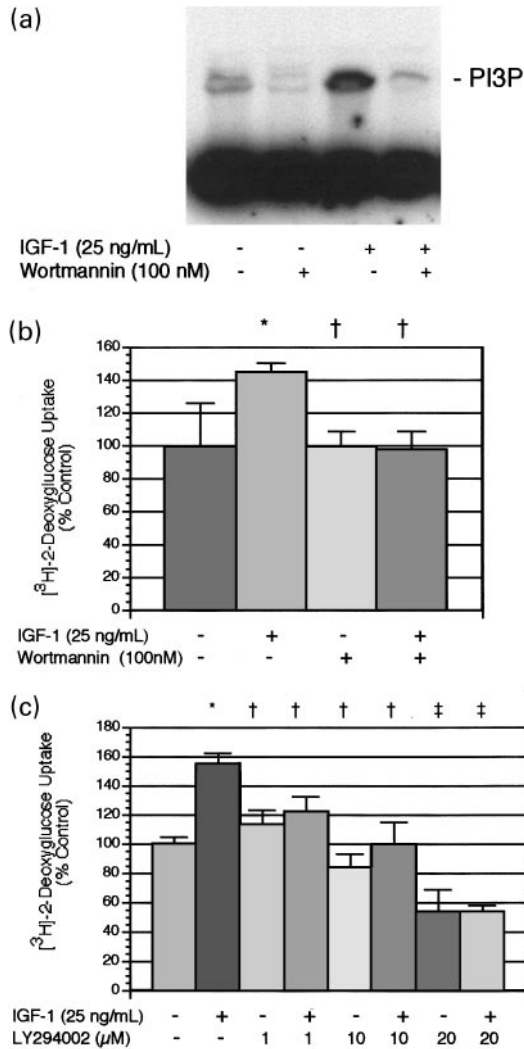 (a)
- PI3P
IGF-1 (25 ng/mL) - - + +
Wortmannin (100 nM) - + - +
(b)
* † †
160
140
120
100
80
60
40
20
0
[³H]-2-Deoxyglucose Uptake
(% Control)
IGF-1 (25 ng/mL) - + - +
Wortmannin (100nM) - - + +
(c)
* † † † † ‡ ‡
180
160
140
120
100
80
60
40
20
0
[³H]-2-Deoxyglucose Uptake
(% Control)
IGF-1 (25 ng/mL) - + - + - + - +
LY294002 (µM) - - 1 1 10 10 20 20